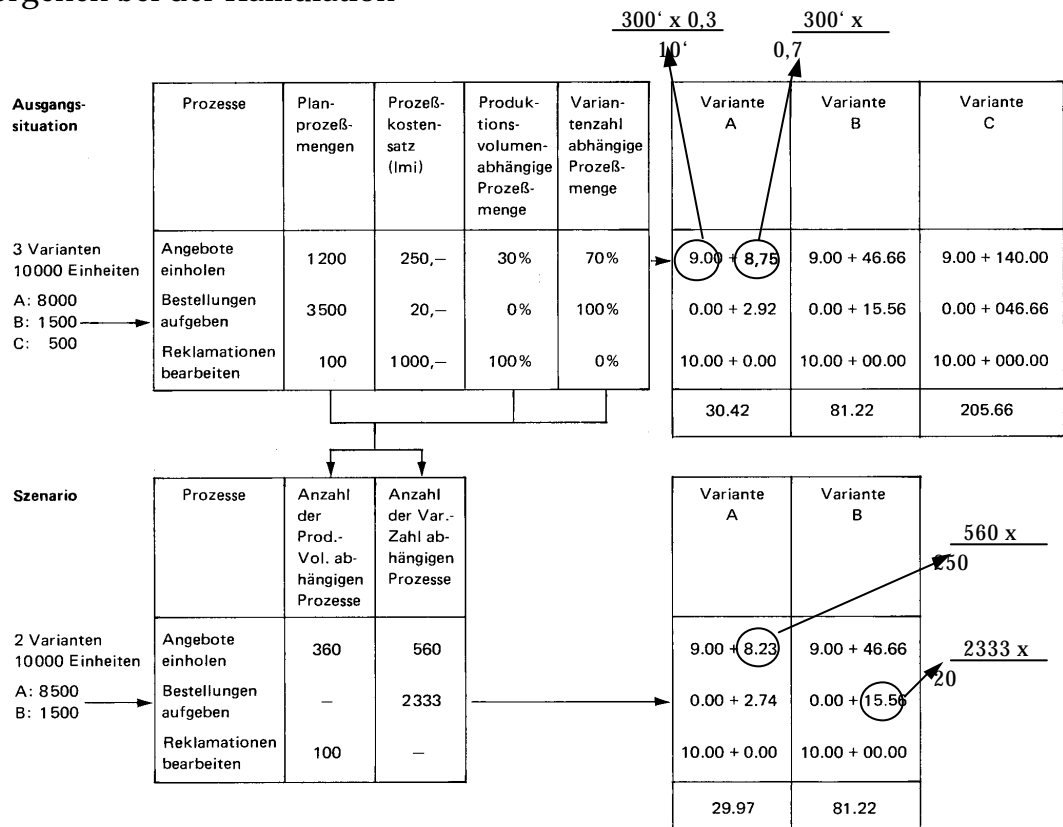 300‘ x 0,3
10‘
300‘ x
0,7
Ausgangs-
situation
Prozesse
Plan-
prozeß-
mengen
Prozeß-
kosten-
satz
(lmi)
Produk-
tions-
volumen-
abhängige
Prozeß-
menge
Varian-
tenzahl
abhängige
Prozeß-
menge
Variante
A
Variante
B
Variante
C
3 Varianten
10000 Einheiten
A: 8000
B: 1500
C: 500
Angebote
einholen
1200
250,—
30%
70%
9.00 + 8,75
9.00 + 46.66
9.00 + 140.00
Bestellungen
aufgeben
3500
20,—
0%
100%
0.00 + 2.92
0.00 + 15.56
0.00 + 046.66
Reklamationen
bearbeiten
100
1000,—
100%
0%
10.00 + 0.00
10.00 + 00.00
10.00 + 000.00
30.42
81.22
205.66
Szenario
Prozesse
Anzahl
der
Prod.-
Vol. ab-
hängigen
Prozesse
Anzahl
der Var.-
Zahl ab-
hängigen
Prozesse
Variante
A
Variante
B
560 x
250
2 Varianten
10000 Einheiten
A: 8500
B: 1500
Angebote
einholen
360
560
9.00 + 8.23
9.00 + 46.66
2333 x
20
Bestellungen
aufgeben
—
2333
0.00 + 2.74
0.00 + 15.56
Reklamationen
bearbeiten
100
—
10.00 + 0.00
10.00 + 00.00
29.97
81.22